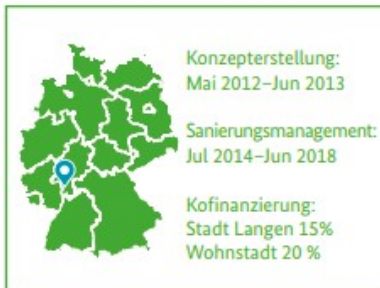 Konzepterstellung:
Mai 2012–Jun 2013
Sanierungsmanagement:
Jul 2014–Jun 2018
Kofinanzierung:
Stadt Langen 15%
Wohnstadt 20 %